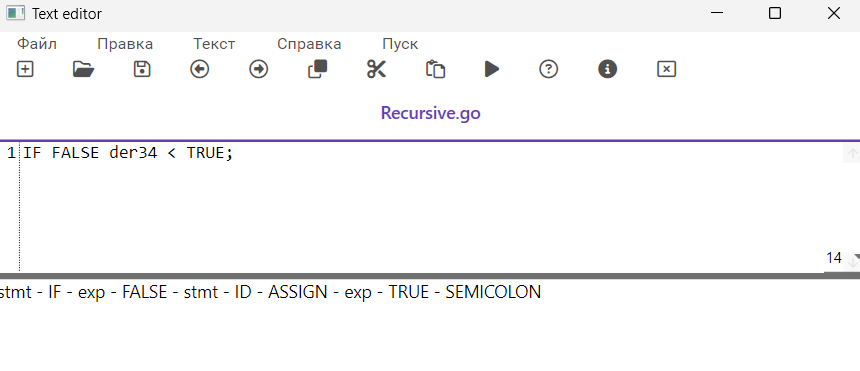 Text editor
Файл Правка Текст Справка Пуск
Recursive.go
1 IF FALSE der34 < TRUE;
14
stmt - IF - exp - FALSE - stmt - ID - ASSIGN - exp - TRUE - SEMICOLON